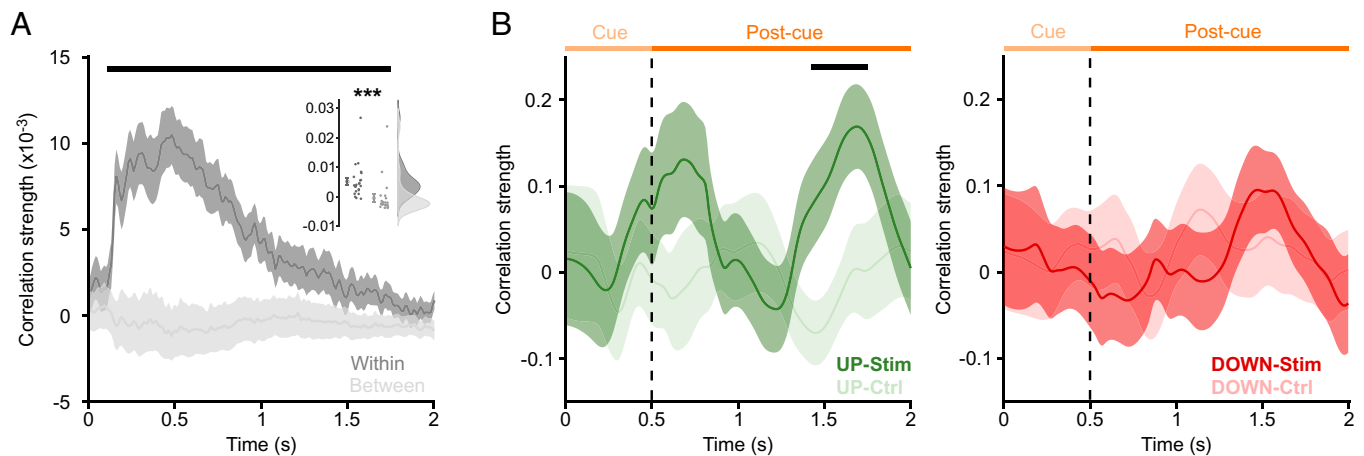 A
Correlation strength (x10⁻³)
15
10
5
0
-5
0 0.5 1 1.5 2
Time (s)
***
0.03
0.02
0.010
0
-0.01
Within
Between
B
Cue Post-cue
Correlation strength
0.2
0.1
0
-0.1
0 0.5 1 1.5 2
Time (s)
UP-Stim
UP-Ctrl
Cue Post-cue
Correlation strength
0.2
0.1
0
-0.1
0 0.5 1 1.5 2
Time (s)
DOWN-Stim
DOWN-Ctrl